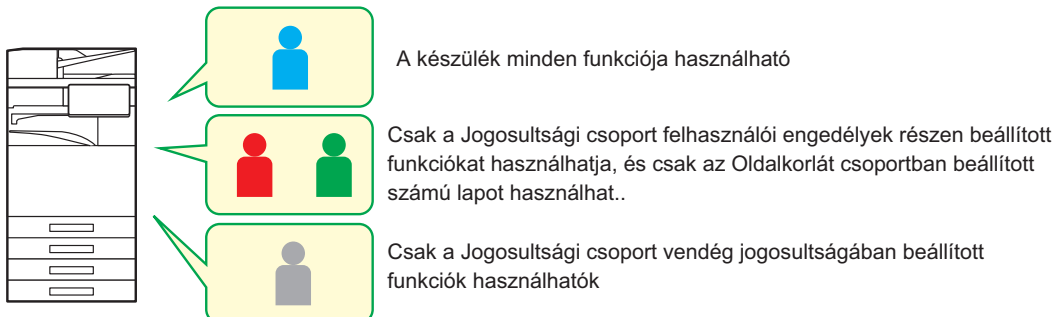 A készülék minden funkciója használható
Csak a Jogosultsági csoport felhasználói engedélyek részen beállított
funkciókat használhatja, és csak az Oldalkorlát csoportban beállított
számú lapot használhat..
Csak a Jogosultsági csoport vendég jogosultságában beállított
funkciók használhatók